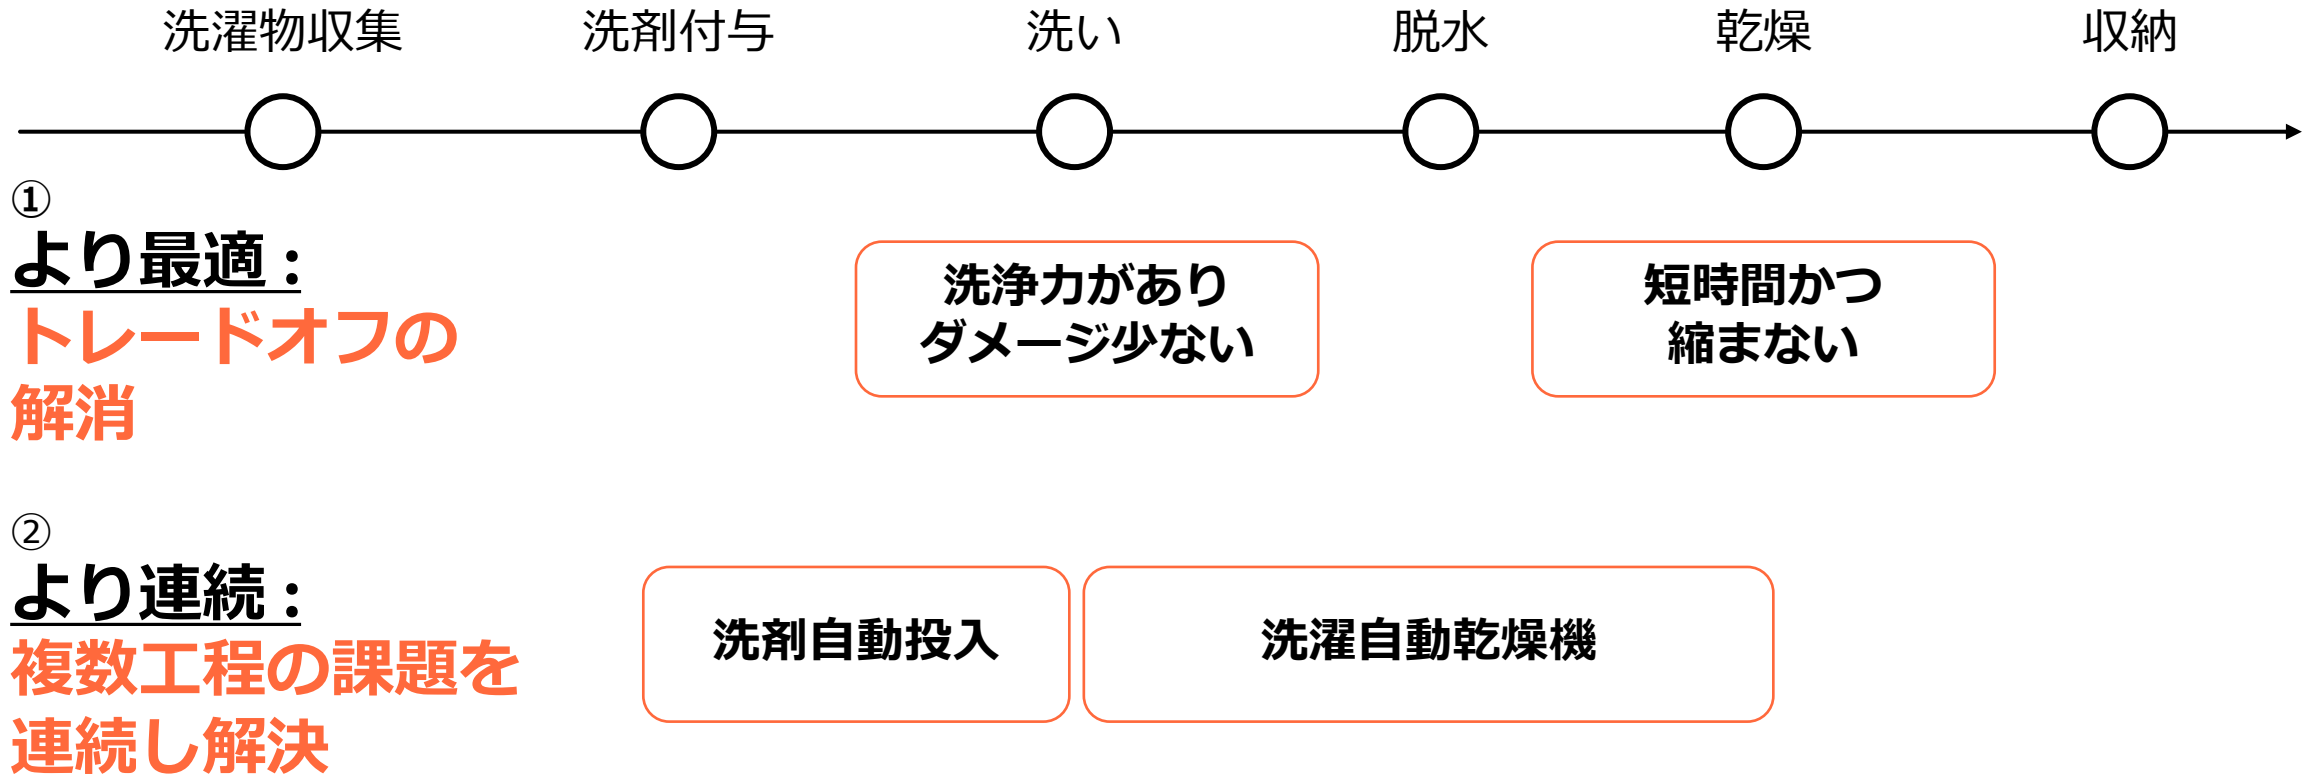 洗濯物収集 洗剤付与 洗い 脱水 乾燥 収納
①
より最適：
トレードオフの
解消
洗浄力があり
ダメージ少ない
短時間かつ
縮まない
②
より連続：
複数工程の課題を
連続し解決
洗剤自動投入
洗濯自動乾燥機